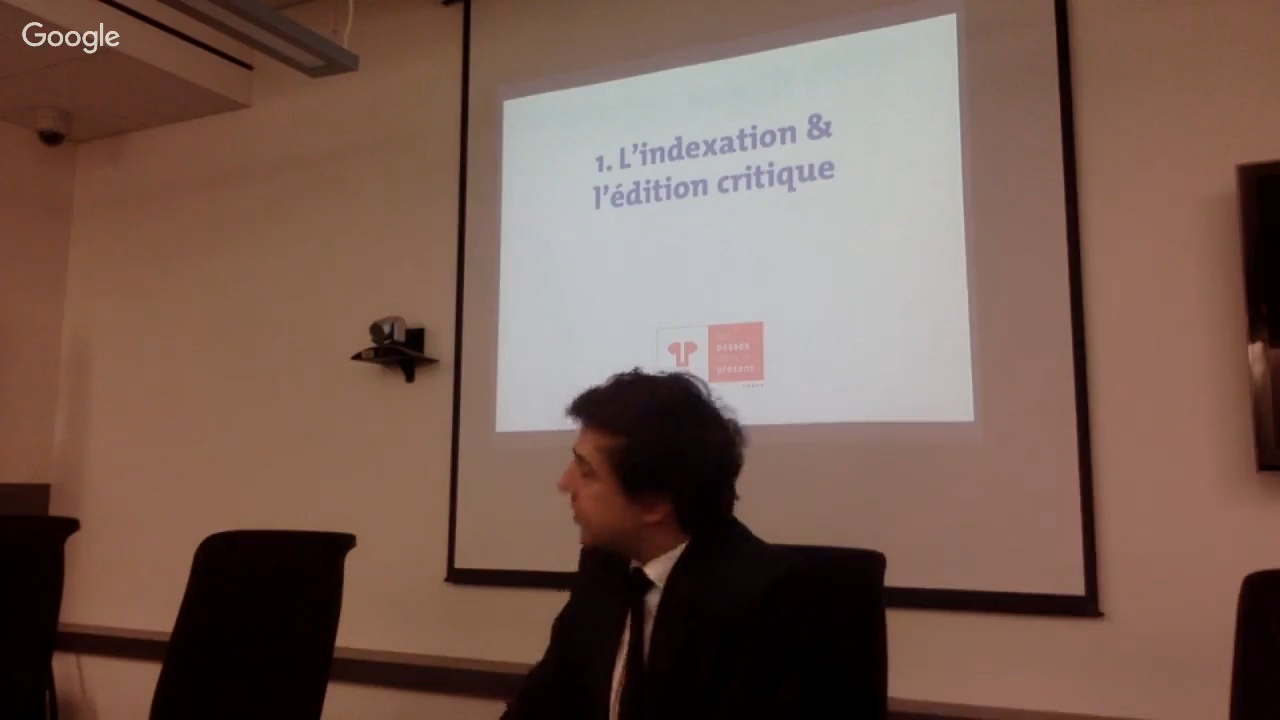 Google
1. L'indexation &
l'édition critique
passés
présent